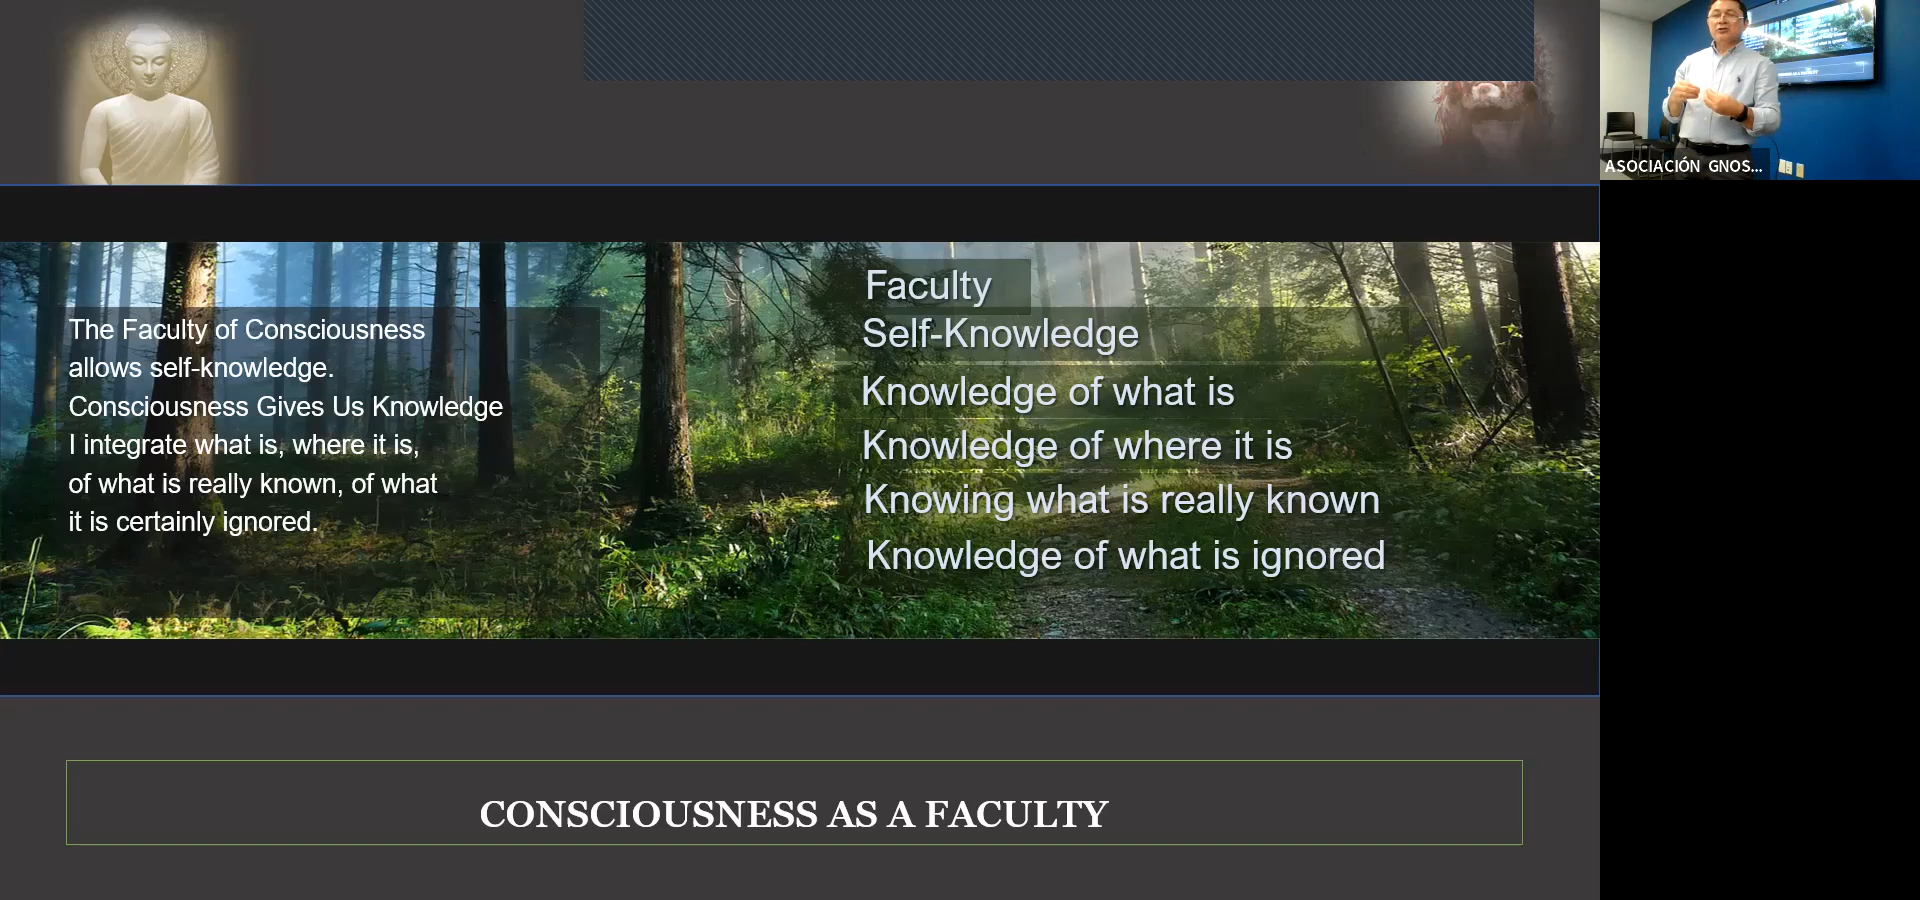 The Faculty of Consciousness
allows self-knowledge.
Consciousness Gives Us Knowledge
I integrate what is, where it is,
of what is really known, of what
it is certainly ignored.
Faculty
Self-Knowledge
Knowledge of what is
Knowledge of where it is
Knowing what is really known
Knowledge of what is ignored
CONSCIOUSNESS AS A FACULTY
ASOCIACIÓN GNOS...